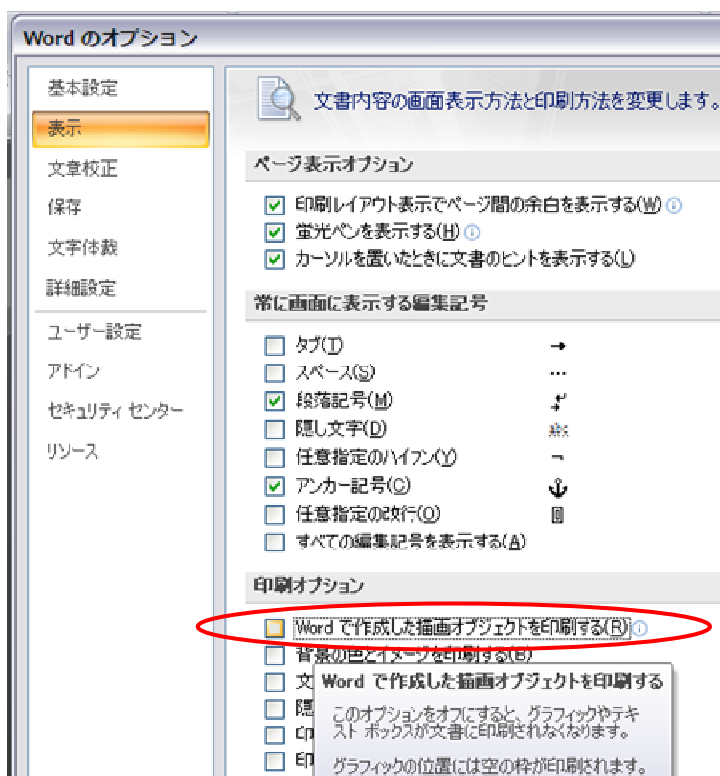 Word のオプション
基本設定
表示
文章校正
保存
文字体裁
詳細設定
ユーザー設定
アドイン
セキュリティ センター
リソース
文書内容の画面表示方法と印刷方法を変更します。
ページ表示オプション
印刷レイアウト表示でページ間の余白を表示する(W)
蛍光ペンを表示する(H)
カーソルを置いたときに文書のヒントを表示する(L)
常に画面に表示する編集記号
タブ(T)
スペース(S)
段落記号(M)
隠し文字(D)
abc
任意指定のハイフン(Y)
アンカー記号(C)
任意指定の改行(O)
すべての編集記号を表示する(A)
印刷オプション
Word で作成した描画オブジェクトを印刷する(R)
背景の色とイメージを印刷する(B)
文
隠
印
印
Word で作成した描画オブジェクトを印刷する
このオプションをオフにすると、グラフィックやテキ
スト ボックスが文書に印刷されなくなります。
グラフィックの位置には空の枠が印刷されます。